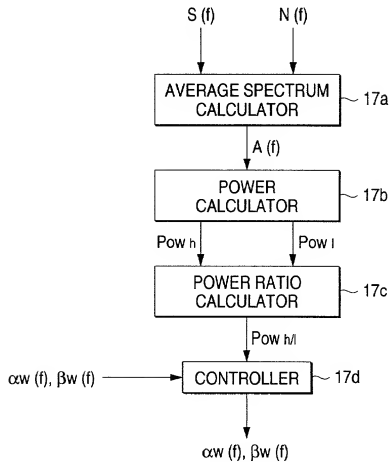 S (f) N (f)
AVERAGE SPECTRUM
CALCULATOR
17a
A (f)
POWER
CALCULATOR
17b
Pow h Pow l
POWER RATIO
CALCULATOR
17c
Pow h/l
αw (f), βw (f)
CONTROLLER
17d
αw (f), βw (f)